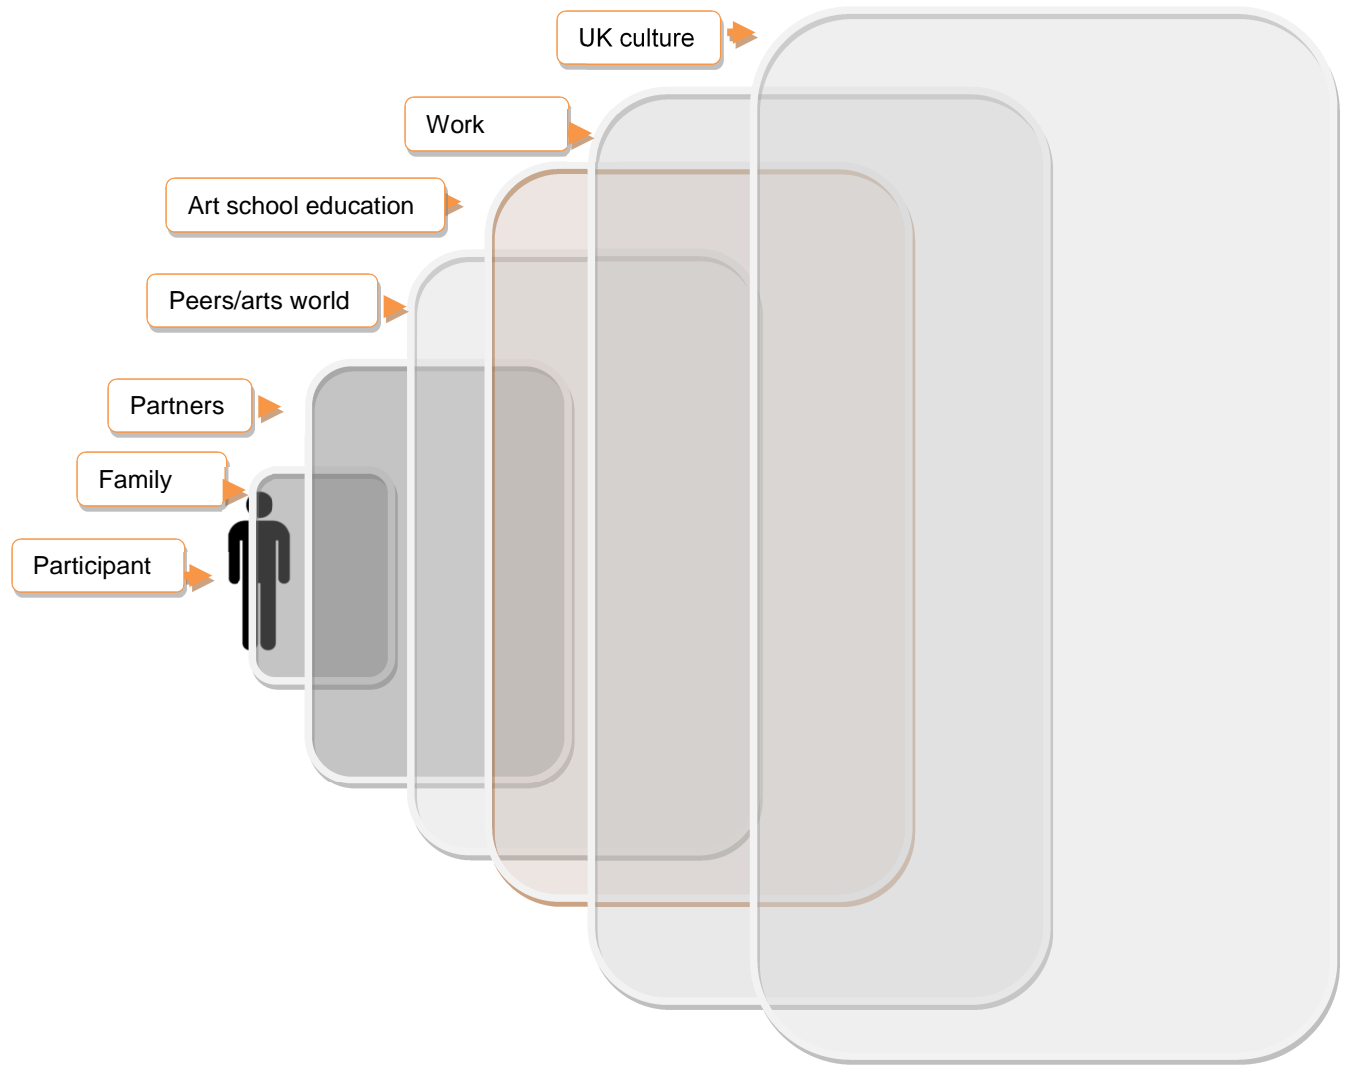 UK culture
Work
Art school education
Peers/arts world
Partners
Family
Participant